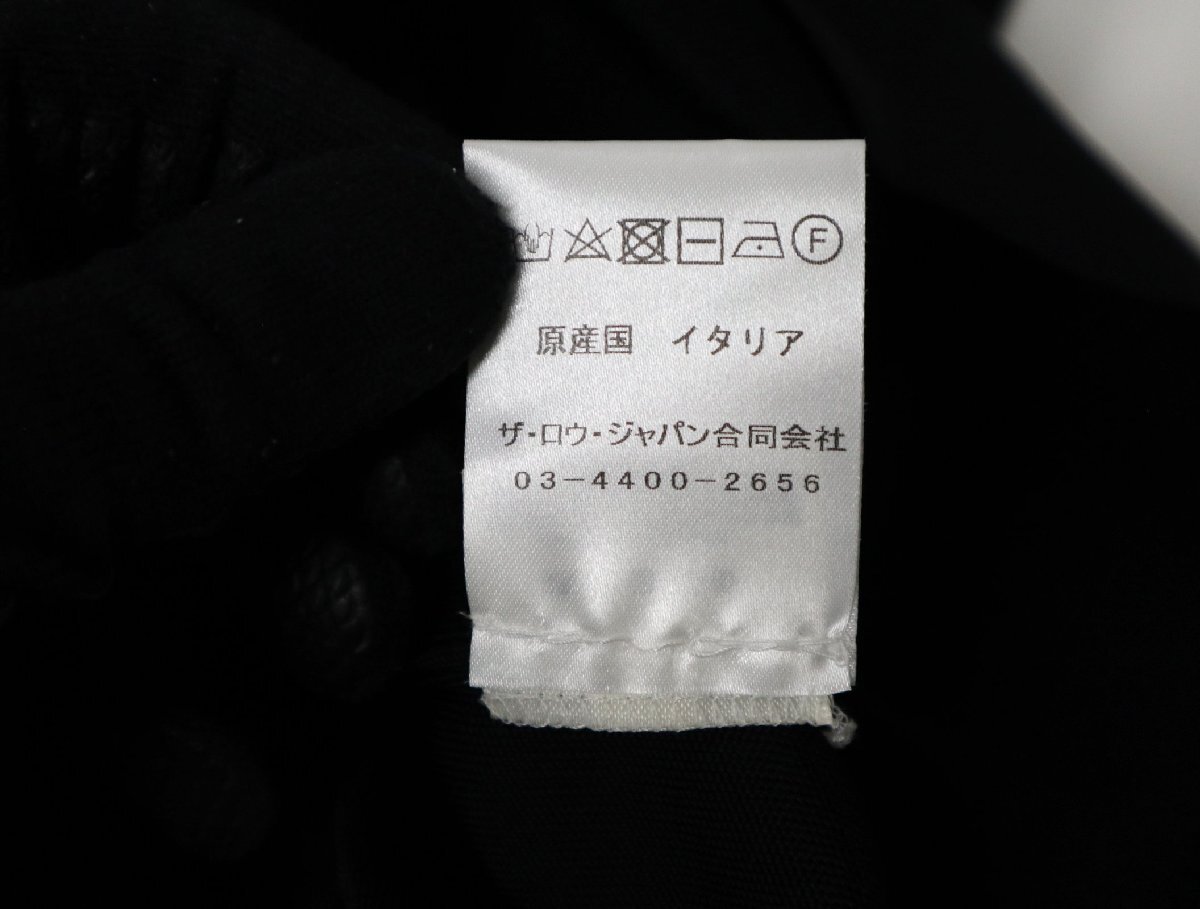 F
原産国 イタリア
ザ・ロウ・ジャパン合同会社
03-4400-2656